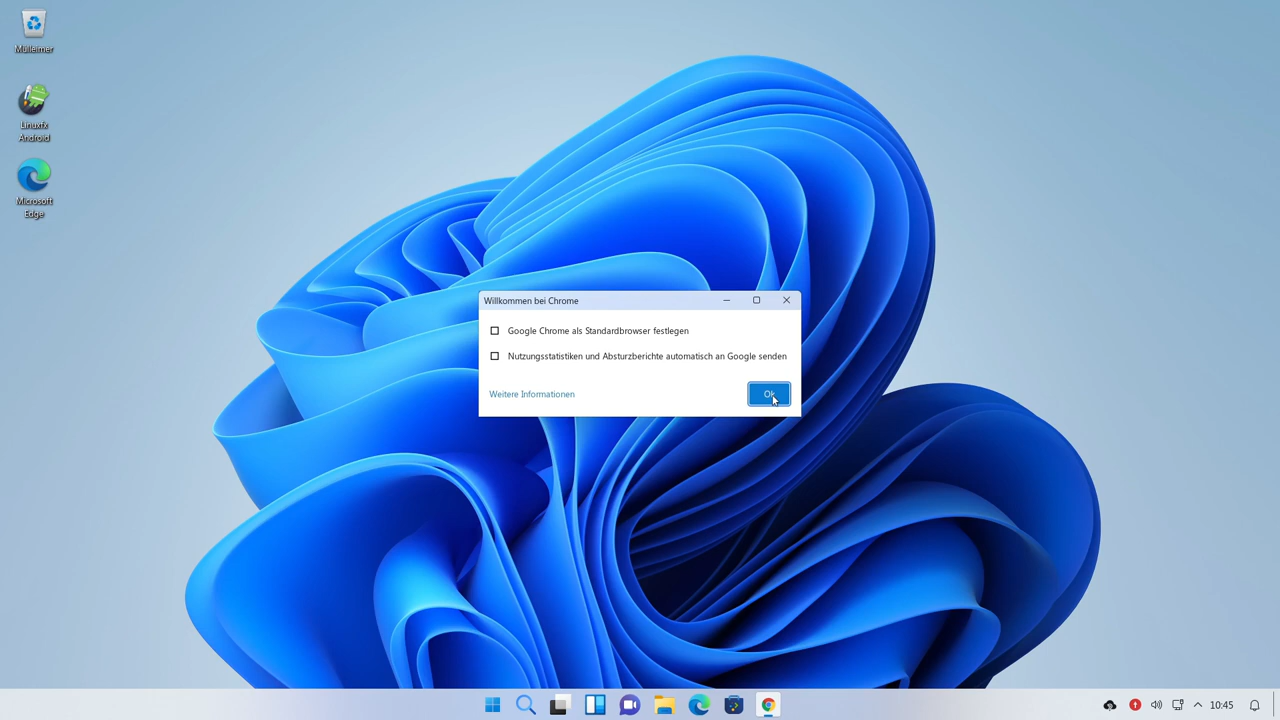 Mülleimer
Linuxfx
Android
Microsoft
Edge
Willkommen bei Chrome
Google Chrome als Standardbrowser festlegen
Nutzungsstatistiken und Absturzberichte automatisch an Google senden
Weitere Informationen
Ok
10:45